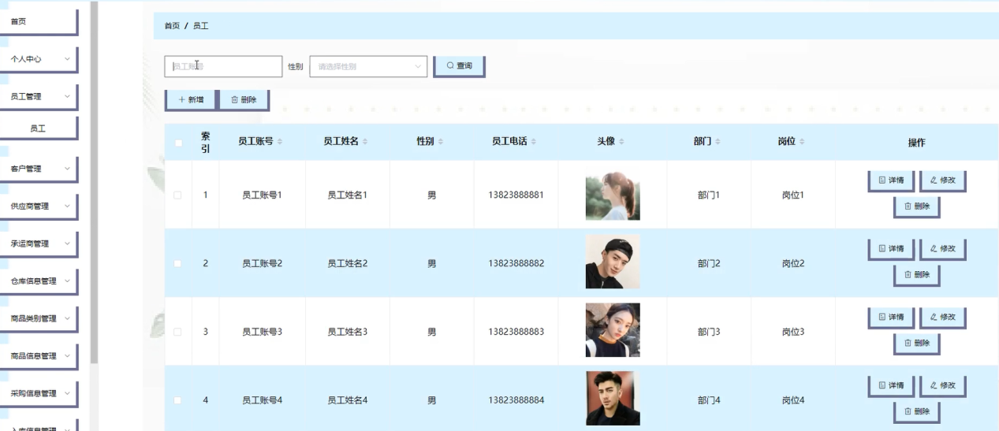 首页
个人中心
员工管理
员工
客户管理
供应商管理
承运商管理
仓库信息管理
商品类别管理
商品信息管理
采购信息管理
入库信息管理
首页 / 员工
员工账号 性别 请选择性别 查询
+ 新增 删除
索引 员工账号 员工姓名 性别 员工电话 头像 部门 岗位 操作
1 员工账号1 员工姓名1 男 13823888881 部门1 岗位1 详情 修改 删除
2 员工账号2 员工姓名2 男 13823888882 部门2 岗位2 详情 修改 删除
3 员工账号3 员工姓名3 男 13823888883 部门3 岗位3 详情 修改 删除
4 员工账号4 员工姓名4 男 13823888884 部门4 岗位4 详情 修改 删除